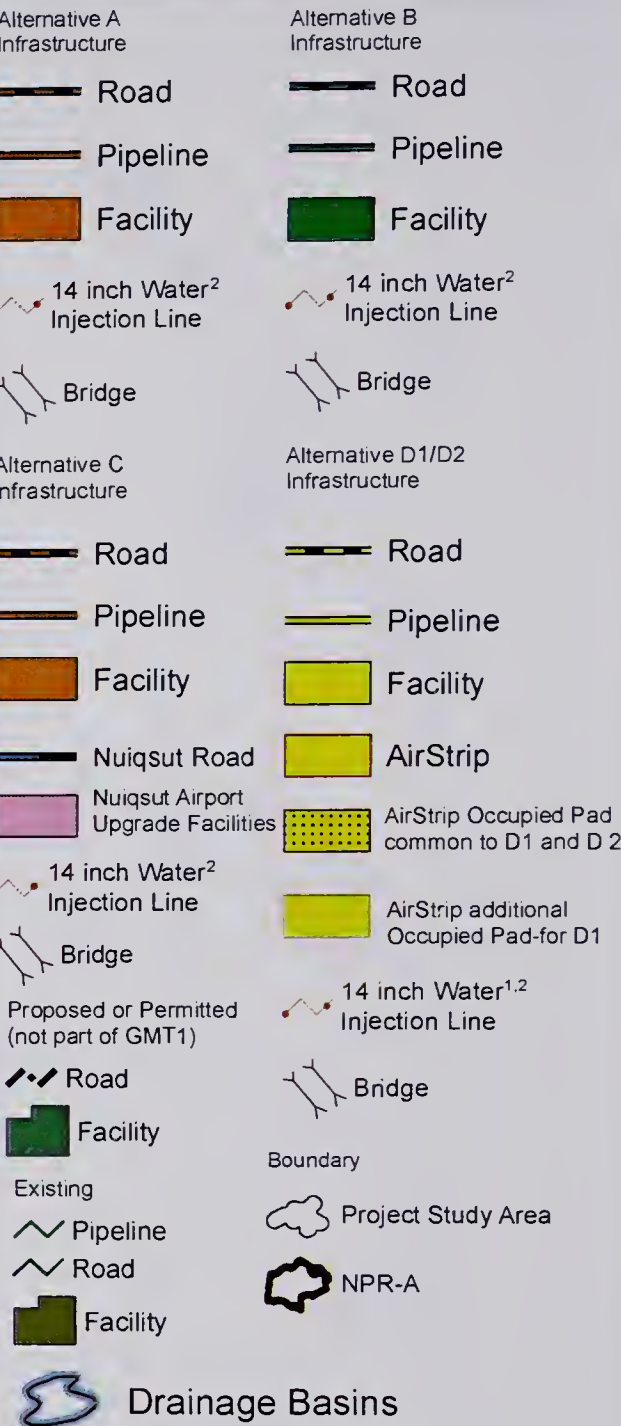 Alternative A
Infrastructure
Road
Pipeline
Facility
14 inch Water²
Injection Line
Bridge
Alternative B
Infrastructure
Road
Pipeline
Facility
14 inch Water²
Injection Line
Bridge
Alternative C
Infrastructure
Road
Pipeline
Facility
Nuiqsut Road
Nuiqsut Airport
Upgrade Facilities
14 inch Water²
Injection Line
Bridge
Proposed or Permitted
(not part of GMT1)
Road
Facility
Existing
Pipeline
Road
Facility
Alternative D1/D2
Infrastructure
Road
Pipeline
Facility
AirStrip
AirStrip Occupied Pad
common to D1 and D 2
AirStrip additional
Occupied Pad-for D1
14 inch Water¹,²
Injection Line
Bridge
Boundary
Project Study Area
NPR-A
Drainage Basins